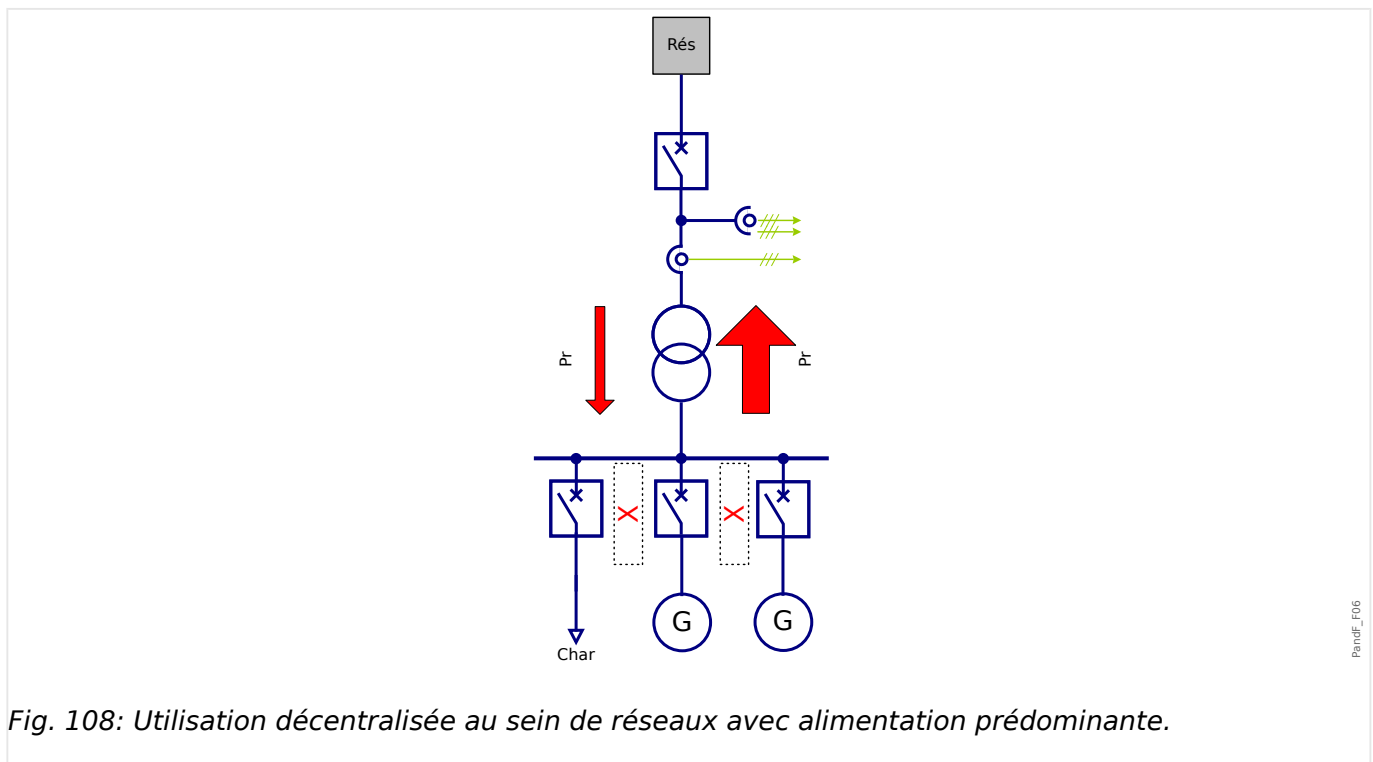 Rés
Pr
Pr
G
G
Char
PandF_F06
Fig. 108: Utilisation décentralisée au sein de réseaux avec alimentation prédominante.